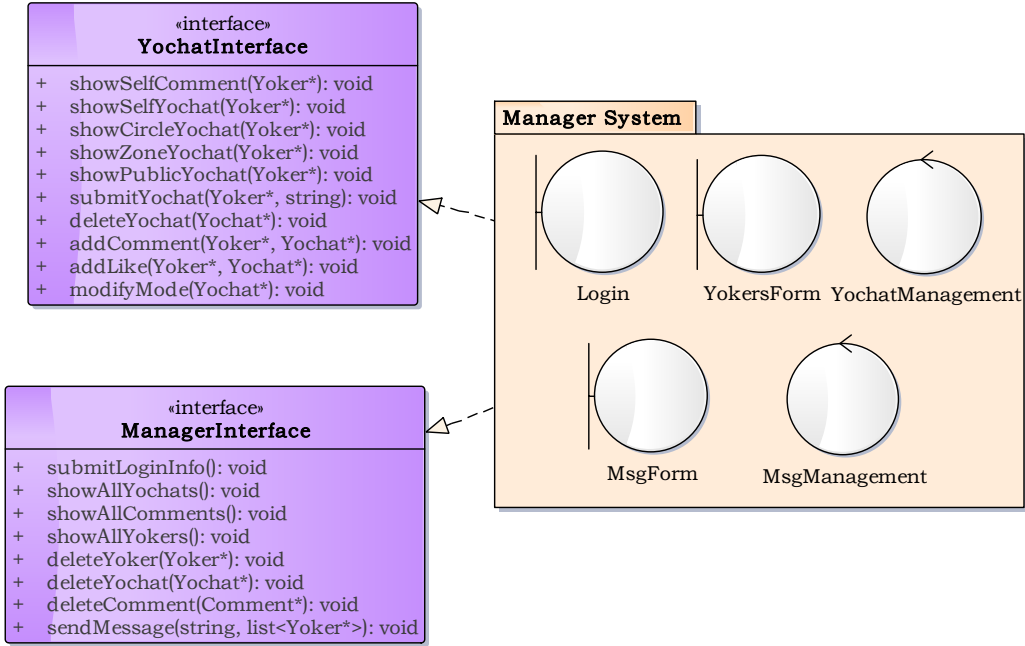 «interface»
YochatInterface
+ showSelfComment(Yoker*): void
+ showSelfYochat(Yoker*): void
+ showCircleYochat(Yoker*): void
+ showZoneYochat(Yoker*): void
+ showPublicYochat(Yoker*): void
+ submitYochat(Yoker*, string): void
+ deleteYochat(Yochat*): void
+ addComment(Yoker*, Yochat*): void
+ addLike(Yoker*, Yochat*): void
+ modifyMode(Yochat*): void
Manager System
Login
YokersForm
YochatManagement
MsgForm
MsgManagement
«interface»
ManagerInterface
+ submitLoginInfo(): void
+ showAllYochats(): void
+ showAllComments(): void
+ showAllYokers(): void
+ deleteYoker(Yoker*): void
+ deleteYochat(Yochat*): void
+ deleteComment(Comment*): void
+ sendMessage(string, list<Yoker*>): void